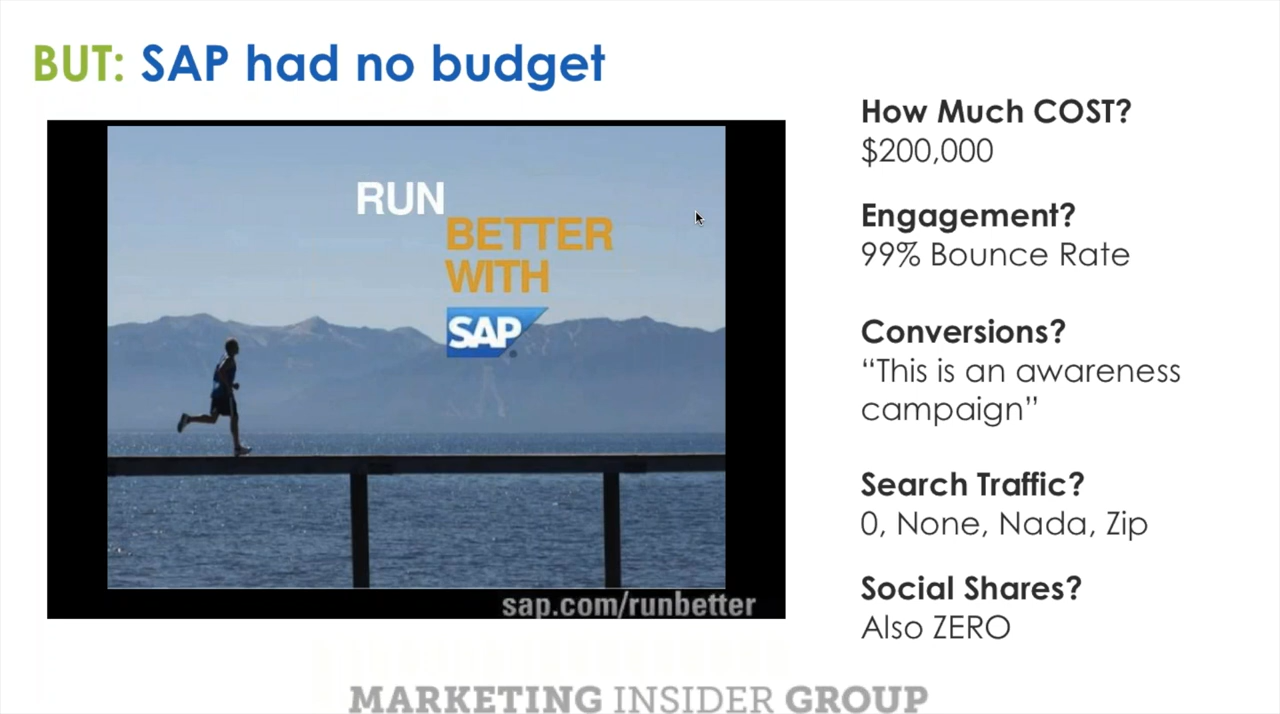 BUT: SAP had no budget
RUN
BETTER
WITH
SAP
sap.com/runbetter
How Much COST?
$200,000
Engagement?
99% Bounce Rate
Conversions?
“This is an awareness
campaign”
Search Traffic?
0, None, Nada, Zip
Social Shares?
Also ZERO
MARKETING INSIDER GROUP